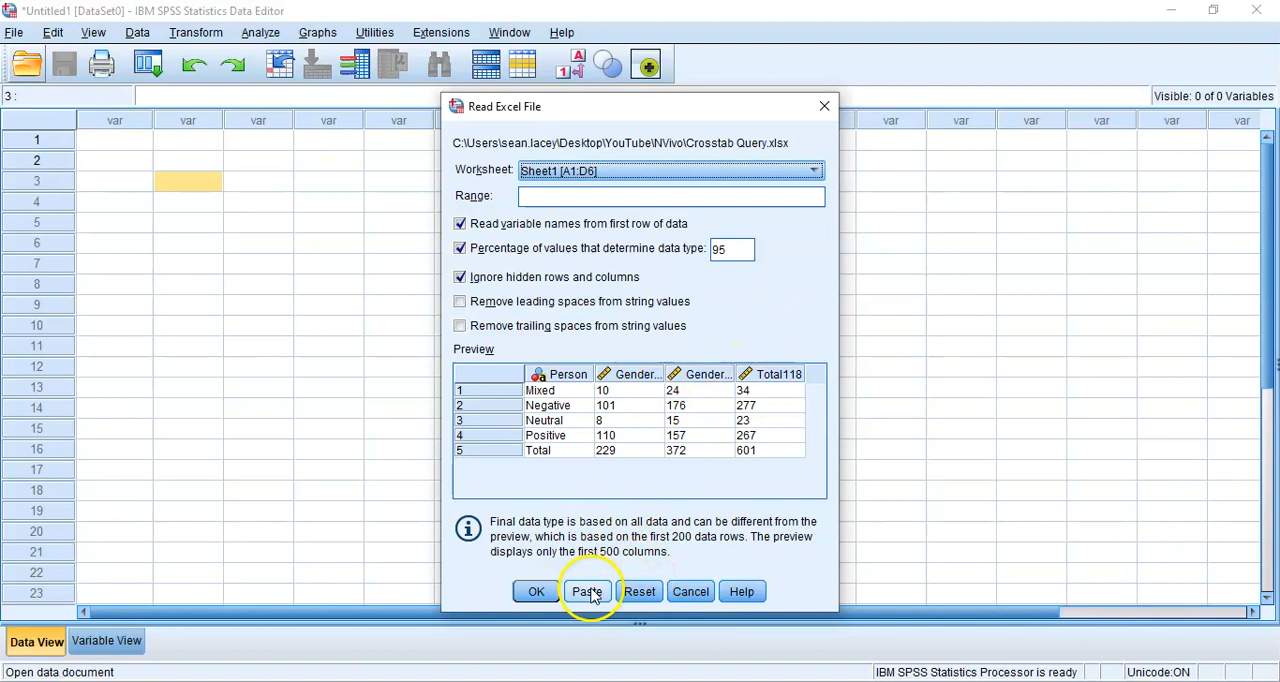 *Untitled1 [DataSet0] - IBM SPSS Statistics Data Editor
File Edit View Data Transform Analyze Graphs Utilities Extensions Window Help
A
1
3 :
Visible: 0 of 0 Variables
var var var var var var var var var var var
1
2
3
4
5
6
7
8
9
10
11
12
13
14
15
16
17
18
19
20
21
22
23
Read Excel File
C:\Users\sean.lacey\Desktop\YouTube\NVivo\Crosstab Query.xlsx
Worksheet: Sheet1 [A1:D6]
Range:
Read variable names from first row of data
Percentage of values that determine data type: 95
Ignore hidden rows and columns
Remove leading spaces from string values
Remove trailing spaces from string values
Preview
Person Gender... Gender... Total118
1 Mixed 10 24 34
2 Negative 101 176 277
3 Neutral 8 15 23
4 Positive 110 157 267
5 Total 229 372 601
Final data type is based on all data and can be different from the
preview, which is based on the first 200 data rows. The preview
displays only the first 500 columns.
OK Paste Reset Cancel Help
Data View Variable View
Open data document IBM SPSS Statistics Processor is ready Unicode:ON